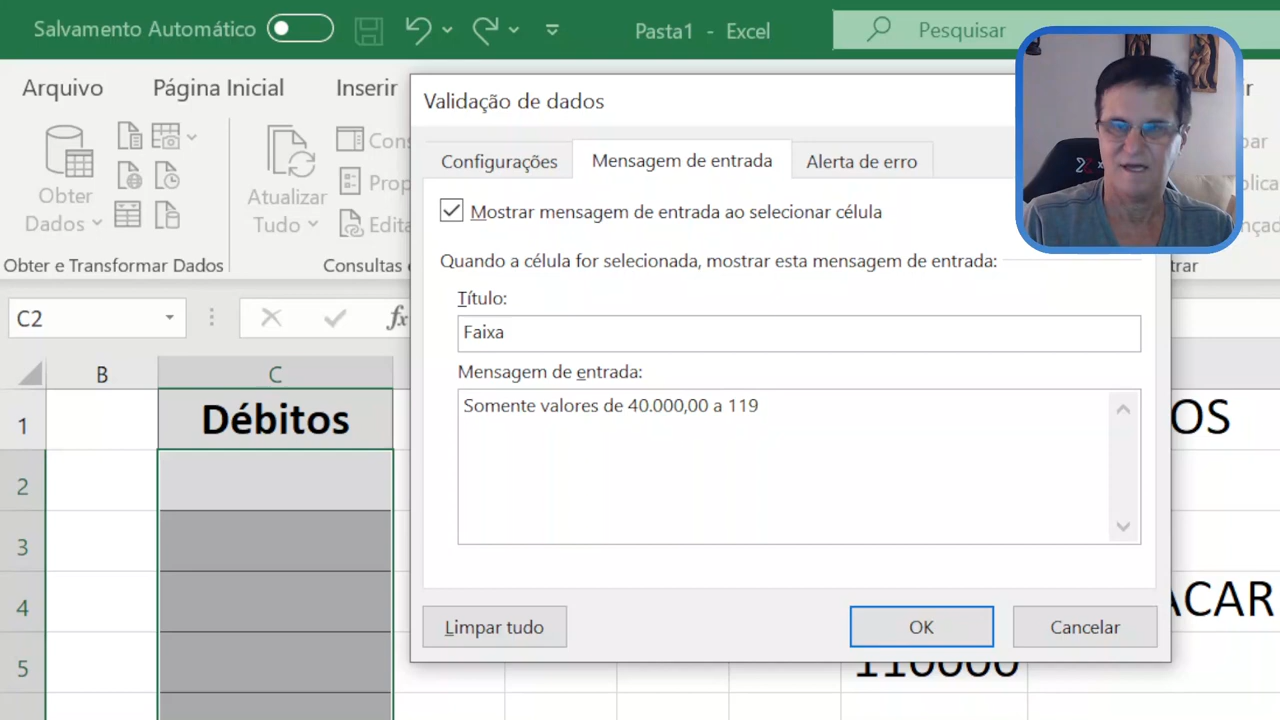 Salvamento Automático
Pasta1 - Excel
Pesquisar
Arquivo
Página Inicial
Inserir
Validação de dados
Configurações
Mensagem de entrada
Alerta de erro
Obter
Dados
Atualizar
Tudo
Obter e Transformar Dados
Mostrar mensagem de entrada ao selecionar célula
Quando a célula for selecionada, mostrar esta mensagem de entrada:
Título:
Faixa
Mensagem de entrada:
Somente valores de 40.000,00 a 119
C2
fx
B
C
1
Débitos
2
3
4
5
110000
Limpar tudo
OK
Cancelar